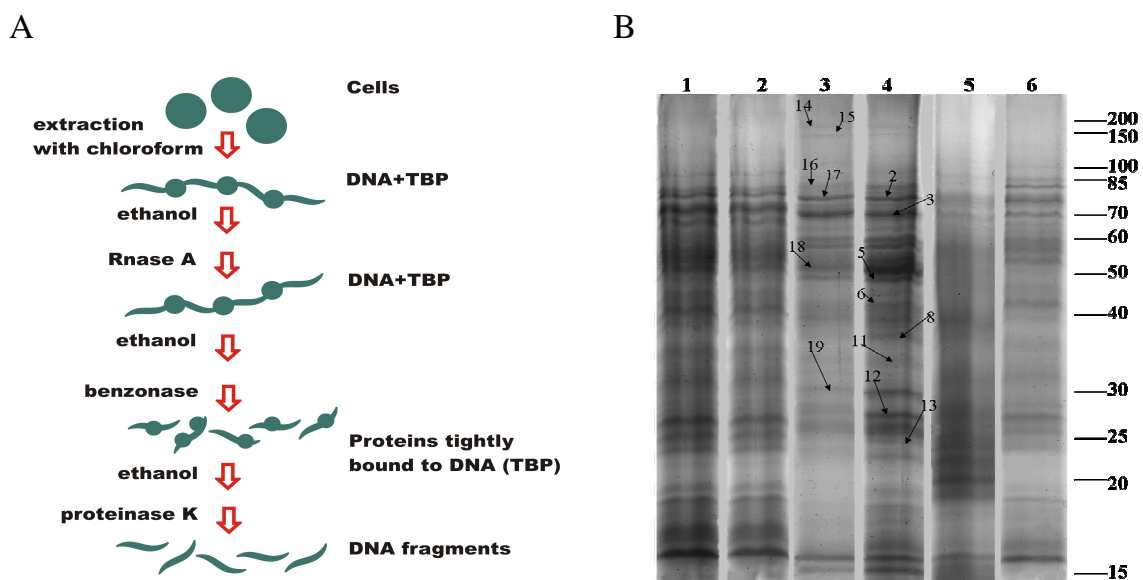 A
B
Cells
extraction
with chloroform
DNA+TBP
ethanol
Rnase A
DNA+TBP
ethanol
benzonase
Proteins tightly
bound to DNA (TBP)
ethanol
proteinase K
DNA fragments
1 2 3 4 5 6
14 15
16 17 2
3
18 5
6
8
11
19 12
13
200
150
100
85
70
60
50
40
30
25
20
15